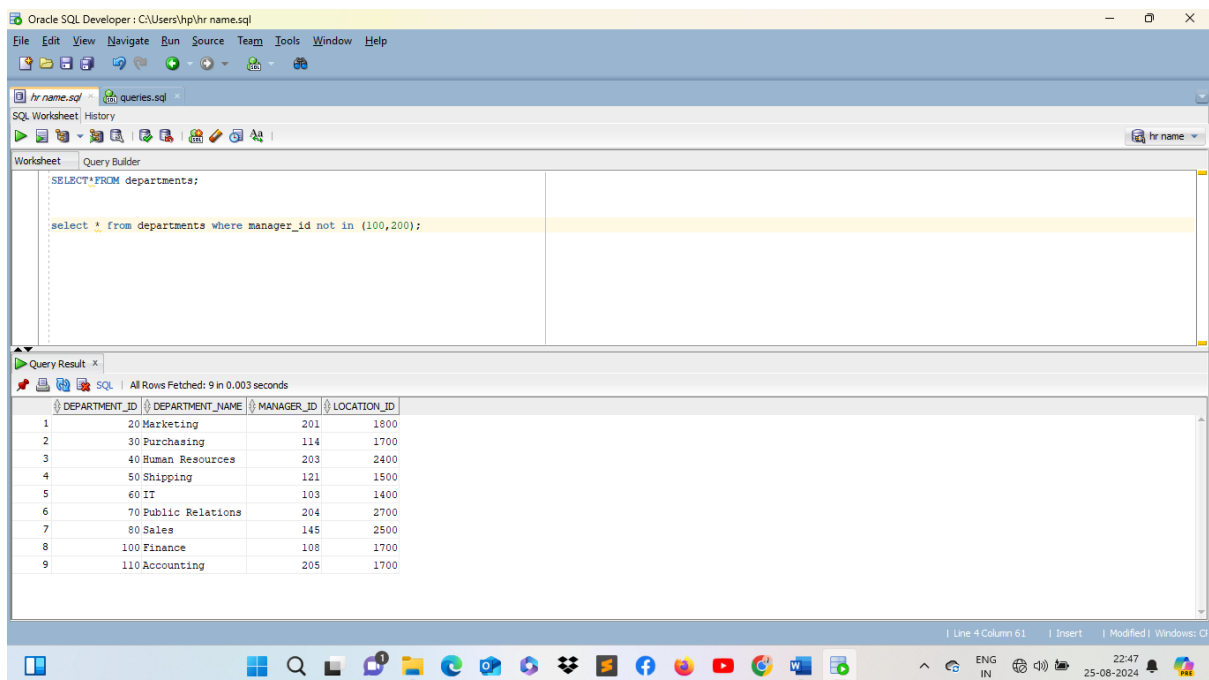 Oracle SQL Developer : C:\Users\hp\hr name.sql
File Edit View Navigate Run Source Team Tools Window Help
hr name.sql queries.sql
SQL Worksheet History
hr name
Worksheet Query Builder
SELECT*FROM departments;
select * from departments where manager_id not in (100,200);
Query Result
SQL | All Rows Fetched: 9 in 0.003 seconds
DEPARTMENT_ID DEPARTMENT_NAME MANAGER_ID LOCATION_ID
1 20 Marketing 201 1800
2 30 Purchasing 114 1700
3 40 Human Resources 203 2400
4 50 Shipping 121 1500
5 60 IT 103 1400
6 70 Public Relations 204 2700
7 80 Sales 145 2500
8 100 Finance 108 1700
9 110 Accounting 205 1700
| Line 4 Column 61 | Insert | Modified | Windows: CF
1 ENG 22:47
IN 25-08-2024 PRE